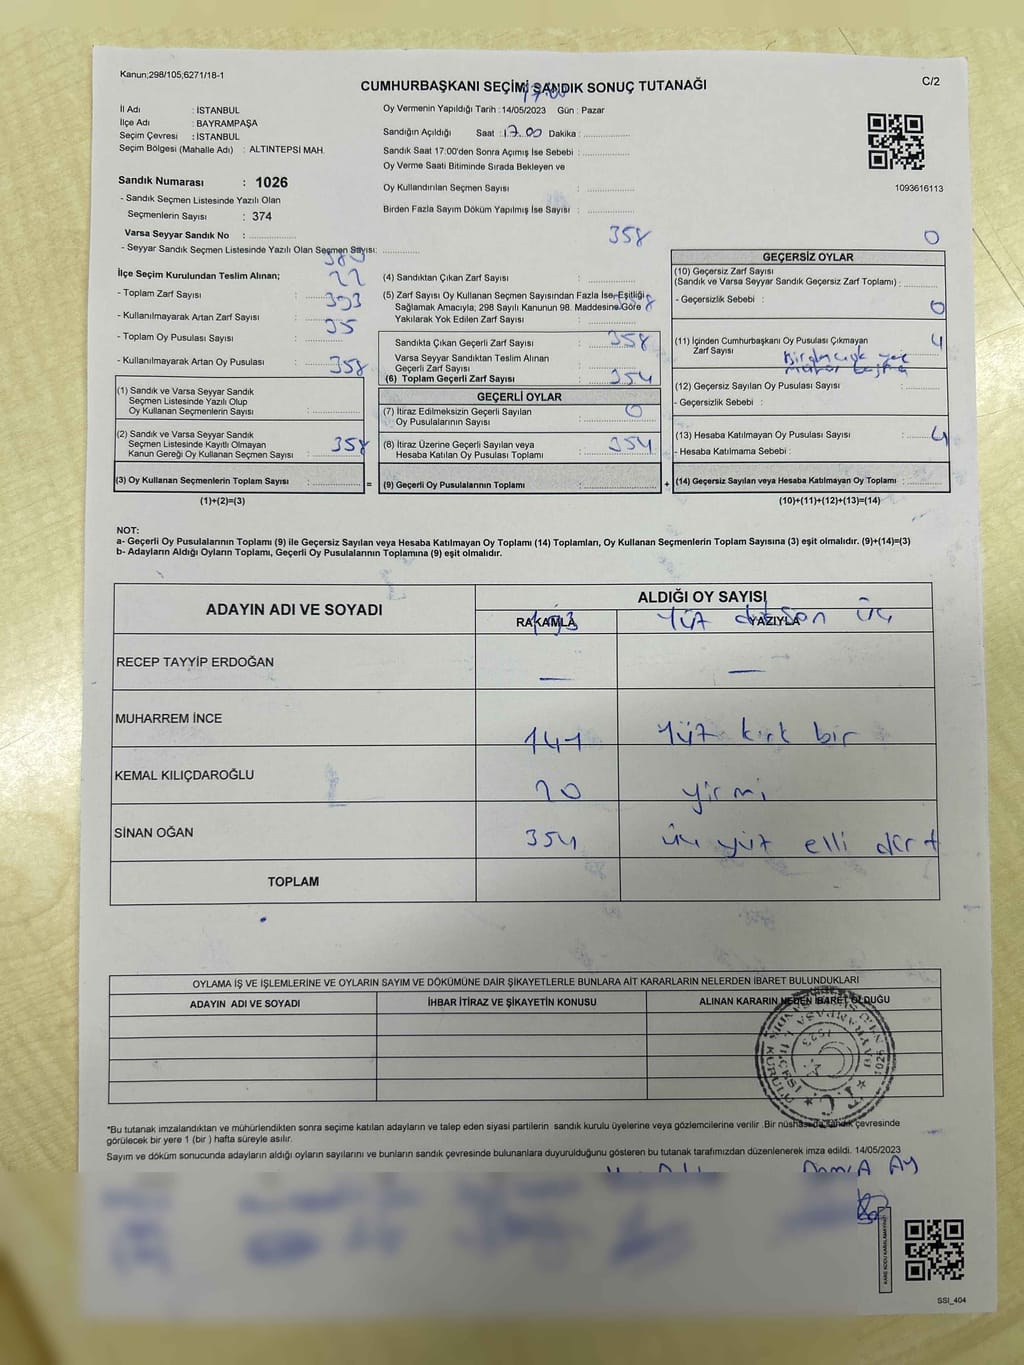 Kanun;298/105;6271/18-1
C/2
CUMHURBAŞKANI SEÇİMİ SANDIK SONUÇ TUTANAĞI
17.00
İl Adı : İSTANBUL
İlçe Adı : BAYRAMPAŞA
Seçim Çevresi : İSTANBUL
Seçim Bölgesi (Mahalle Adı) : ALTINTEPSİ MAH.
Oy Vermenin Yapıldığı Tarih : 14/05/2023 Gün : Pazar
Sandığın Açıldığı Saat : 17.00 Dakika : ................
Sandık Saat 17:00'den Sonra Açımış İse Sebebi : ................
Oy Verme Saati Bitiminde Sırada Bekleyen ve
Oy Kullandırılan Seçmen Sayısı : ................
Birden Fazla Sayım Döküm Yapılmış İse Sayısı : ................
1093616113
Sandık Numarası : 1026
- Sandık Seçmen Listesinde Yazılı Olan
Seçmenlerin Sayısı : 374
Varsa Seyyar Sandık No : ................
- Seyyar Sandık Seçmen Listesinde Yazılı Olan Seçmen Sayısı: ................
İlçe Seçim Kurulundan Teslim Alınan;
22
- Toplam Zarf Sayısı : 393
- Kullanılmayarak Artan Zarf Sayısı : 35
- Toplam Oy Pusulası Sayısı :
- Kullanılmayarak Artan Oy Pusulası : 358
(1) Sandık ve Varsa Seyyar Sandık
Seçmen Listesinde Yazılı Olup
Oy Kullanan Seçmenlerin Sayısı : ................
(2) Sandık ve Varsa Seyyar Sandık
Seçmen Listesinde Kayıtlı Olmayan
Kanun Gereği Oy Kullanan Seçmen Sayısı : 358
(3) Oy Kullanan Seçmenlerin Toplam Sayısı : ................
(1)+(2)=(3)
358
(4) Sandıktan Çıkan Zarf Sayısı :
(5) Zarf Sayısı Oy Kullanan Seçmen Sayısından Fazla İse, Eşitliği
Sağlamak Amacıyla, 298 Sayılı Kanunun 98. Maddesine Göre
Yakılarak Yok Edilen Zarf Sayısı : ................
Sandıkta Çıkan Geçerli Zarf Sayısı : 358
Varsa Seyyar Sandıktan Teslim Alınan
Geçerli Zarf Sayısı :
(6) Toplam Geçerli Zarf Sayısı : 354
GEÇERLİ OYLAR
(7) İtiraz Edilmeksizin Geçerli Sayılan : 0
Oy Pusulalarının Sayısı
(8) İtiraz Üzerine Geçerli Sayılan veya : 354
Hesaba Katılan Oy Pusulası Toplamı
= (9) Geçerli Oy Pusulalarının Toplamı : ................
0
GEÇERSİZ OYLAR
(10) Geçersiz Zarf Sayısı
(Sandık ve Varsa Seyyar Sandık Geçersiz Zarf Toplamı) :
- Geçersizlik Sebebi : 0
(11) İçinden Cumhurbaşkanı Oy Pusulası Çıkmayan 4
Zarf Sayısı
(12) Geçersiz Sayılan Oy Pusulası Sayısı : ................
- Geçersizlik Sebebi :
(13) Hesaba Katılmayan Oy Pusulası Sayısı : 4
- Hesaba Katılmama Sebebi :
+ (14) Geçersiz Sayılan veya Hesaba Katılmayan Oy Toplamı : ................
(10)+(11)+(12)+(13)=(14)
NOT:
a- Geçerli Oy Pusulalarının Toplamı (9) ile Geçersiz Sayılan veya Hesaba Katılmayan Oy Toplamı (14) Toplamları, Oy Kullanan Seçmenlerin Toplam Sayısına (3) eşit olmalıdır. (9)+(14)=(3)
b- Adayların Aldığı Oyların Toplamı, Geçerli Oy Pusulalarının Toplamına (9) eşit olmalıdır.
ADAYIN ADI VE SOYADI
ALDIĞI OY SAYISI
RAKAMLA YAZIYLA
193 Yüz doksan üç
RECEP TAYYİP ERDOĞAN — —
MUHARREM İNCE 141 Yüz kırk bir
KEMAL KILIÇDAROĞLU 20 yirmi
SİNAN OĞAN 354 üç yüz elli dört
TOPLAM
OYLAMA İŞ VE İŞLEMLERİNE VE OYLARIN SAYIM VE DÖKÜMÜNE DAİR ŞİKAYETLERLE BUNLARA AİT KARARLARIN NELERDEN İBARET BULUNDUKLARI
ADAYIN ADI VE SOYADI İHBAR İTİRAZ VE ŞİKAYETİN KONUSU ALINAN KARARIN NEDEN İBARET OLDUĞU
T.C.
BAYRAMPAŞA
1026
*Bu tutanak imzalandıktan ve mühürlendikten sonra seçime katılan adayların ve talep eden siyasi partilerin sandık kurulu üyelerine veya gözlemcilerine verilir .Bir nüshası da sandık çevresinde
görülecek bir yere 1 (bir ) hafta süreyle asılır.
Sayım ve döküm sonucunda adayların aldığı oyların sayılarını ve bunların sandık çevresinde bulunanlara duyurulduğunu gösteren bu tutanak tarafımızdan düzenlenerek imza edildi. 14/05/2023
AY
KARE KODU KARALAMAYINIZ!
SSİ_404